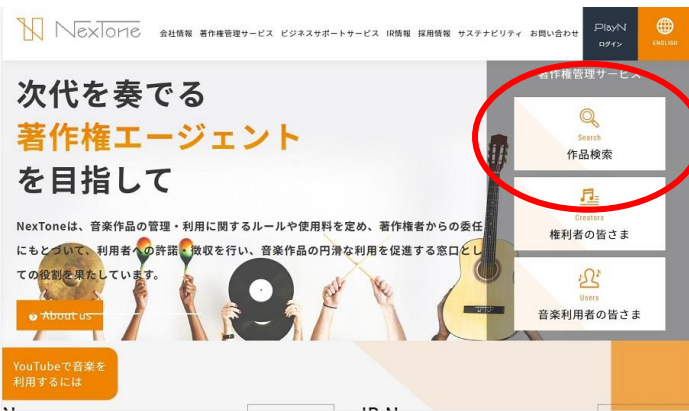 NexTone
会社情報 著作権管理サービス ビジネスサポートサービス IR情報 採用情報 サステナビリティ お問い合わせ
PlayN
ログイン
ENGLISH
次代を奏でる
著作権エージェント
を目指して
NexToneは、音楽作品の管理・利用に関するルールや使用料を定め、著作権者からの委任
にもとづいて、利用者への許諾・徴収を行い、音楽作品の円滑な利用を促進する窓口とし
ての役割を果たしています。
About us
著作権管理サービス
Search
作品検索
Creators
権利者の皆さま
Users
音楽利用者の皆さま
YouTubeで音楽を
利用するには